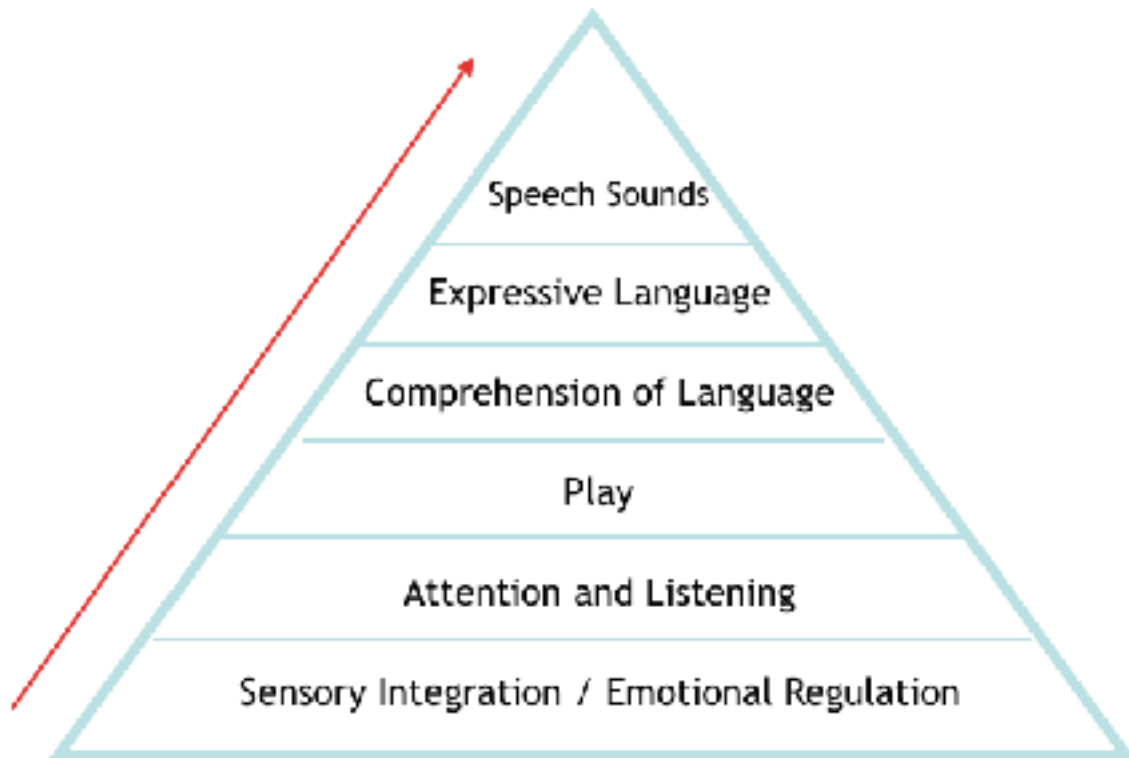 Speech Sounds
Expressive Language
Comprehension of Language
Play
Attention and Listening
Sensory Integration / Emotional Regulation